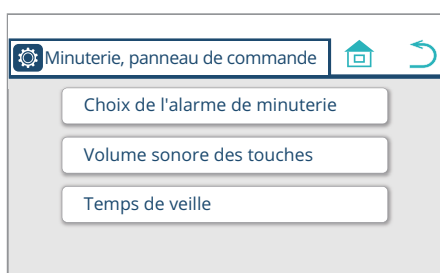 Minuterie, panneau de commande
Choix de l'alarme de minuterie
Volume sonore des touches
Temps de veille